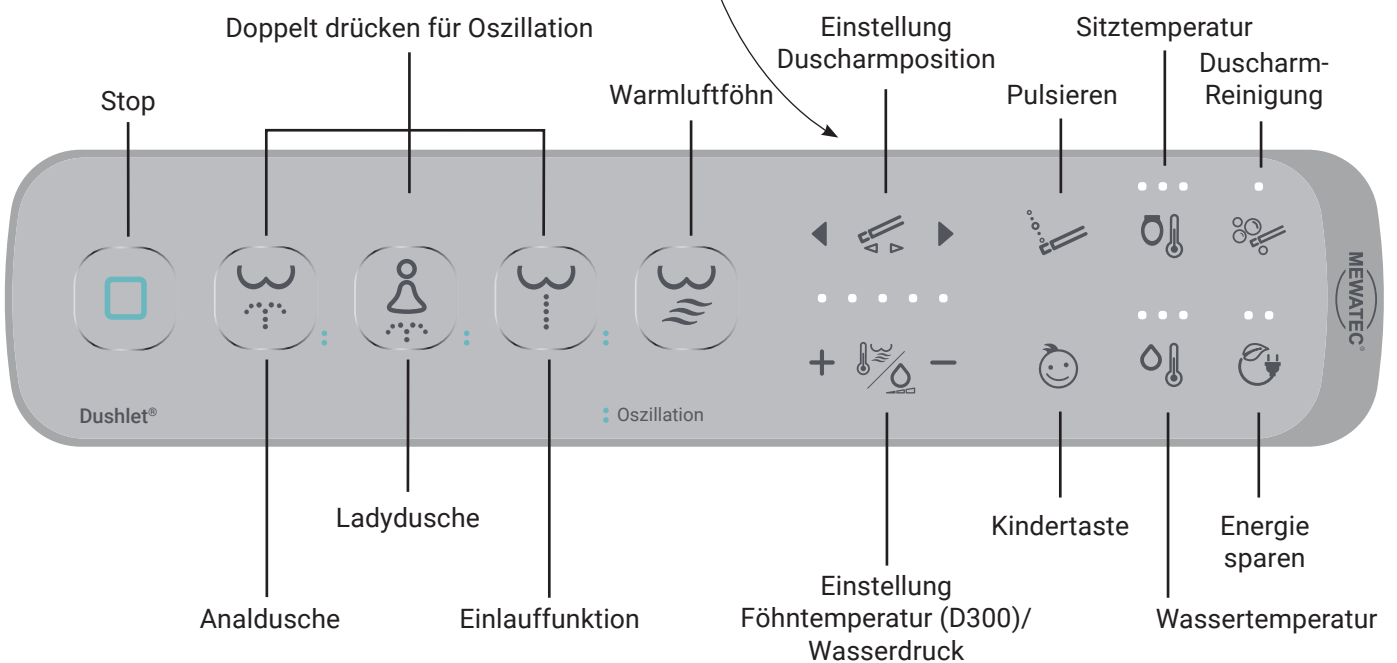 Doppelt drücken für Oszillation
Einstellung
Duscharmposition
Sitztemperatur
Duscharm-
Reinigung
Stop
Warmluftföhn
Pulsieren
MEWATEC®
Dushlet®
: Oszillation
+
−
Ladydusche
Kindertaste
Energie
sparen
Analdusche
Einlauffunktion
Einstellung
Föhntemperatur (D300)/
Wasserdruck
Wassertemperatur